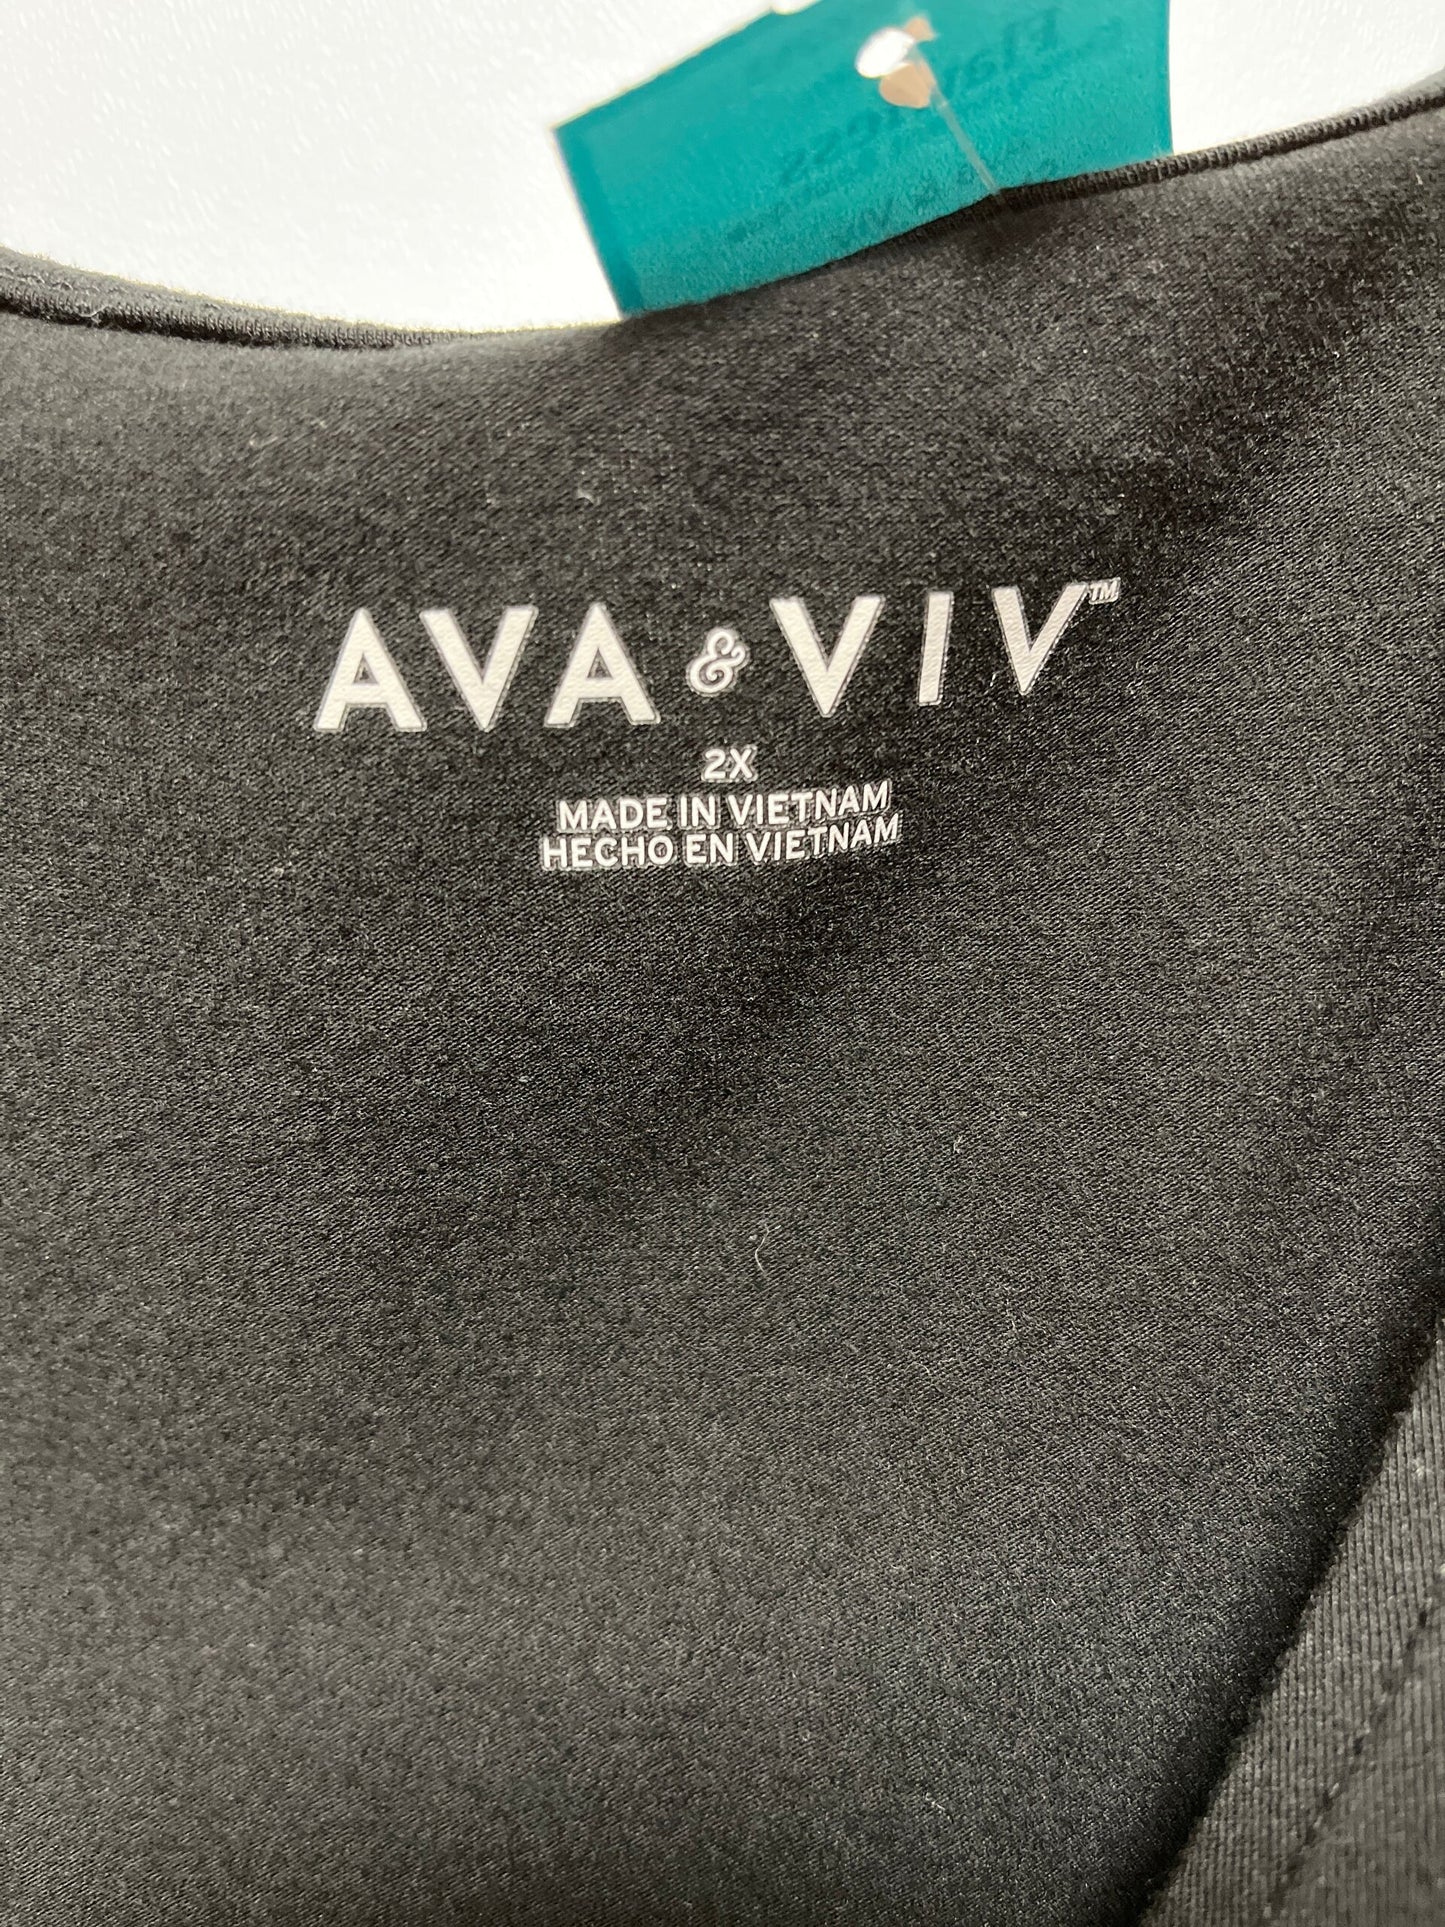 AVA & VIV™
2X
MADE IN VIETNAM
HECHO EN VIETNAM